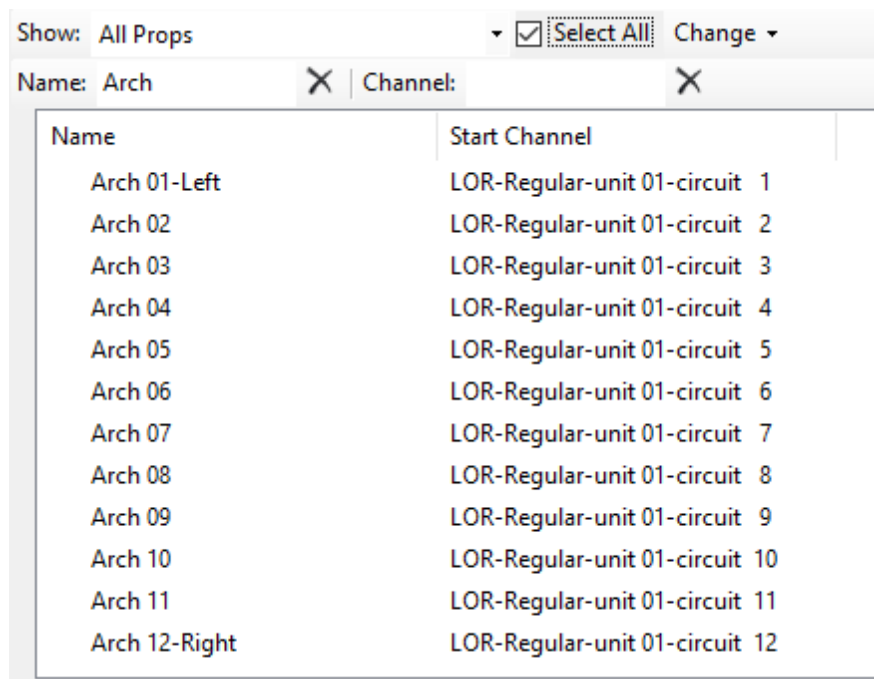 Show: All Props Select All Change
Name: Arch Channel:
Name Start Channel
Arch 01-Left LOR-Regular-unit 01-circuit 1
Arch 02 LOR-Regular-unit 01-circuit 2
Arch 03 LOR-Regular-unit 01-circuit 3
Arch 04 LOR-Regular-unit 01-circuit 4
Arch 05 LOR-Regular-unit 01-circuit 5
Arch 06 LOR-Regular-unit 01-circuit 6
Arch 07 LOR-Regular-unit 01-circuit 7
Arch 08 LOR-Regular-unit 01-circuit 8
Arch 09 LOR-Regular-unit 01-circuit 9
Arch 10 LOR-Regular-unit 01-circuit 10
Arch 11 LOR-Regular-unit 01-circuit 11
Arch 12-Right LOR-Regular-unit 01-circuit 12